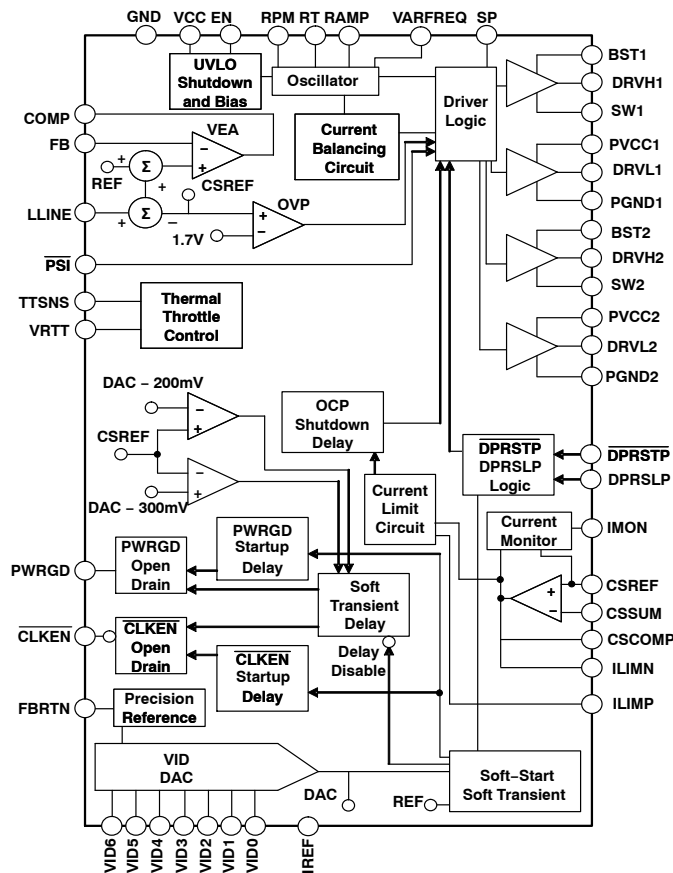 GND VCC EN RPM RT RAMP VARFREQ SP
UVLO
Shutdown
and Bias
Oscillator
Driver
Logic
BST1
DRVH1
SW1
COMP
FB
VEA
−
+
Current
Balancing
Circuit
PVCC1
DRVL1
PGND1
REF
+
Σ
+
+
CSREF
OVP
LLINE
+
Σ
−
+
−
1.7V
BST2
DRVH2
SW2
PSI
TTSNS
VRTT
Thermal
Throttle
Control
PVCC2
DRVL2
PGND2
DAC − 200mV
−
+
CSREF
−
+
DAC − 300mV
OCP
Shutdown
Delay
DPRSTP
DPRSLP
Logic
DPRSTP
DPRSLP
Current
Limit
Circuit
Current
Monitor
IMON
PWRGD
PWRGD
Open
Drain
PWRGD
Startup
Delay
+
−
CSREF
CSSUM
CSCOMP
ILIMN
ILIMP
Soft
Transient
Delay
Delay
Disable
CLKEN
CLKEN
Open
Drain
CLKEN
Startup
Delay
FBRTN
Precision
Reference
VID
DAC
DAC
REF
Soft−Start
Soft Transient
VID6
VID5
VID4
VID3
VID2
VID1
VID0
IREF